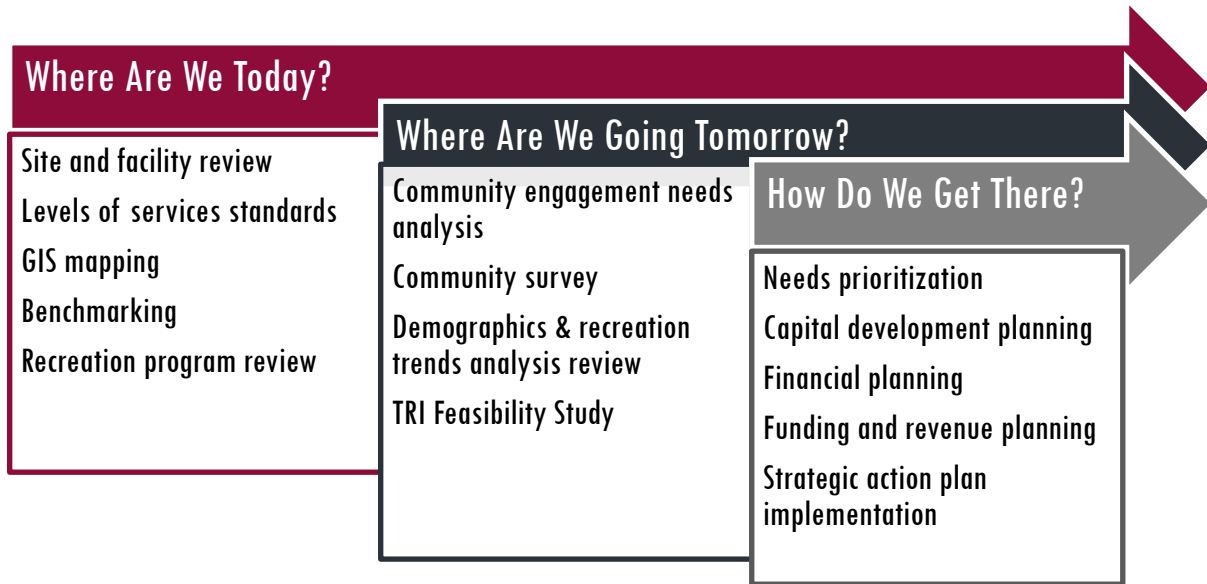 Where Are We Today?
Site and facility review
Levels of services standards
GIS mapping
Benchmarking
Recreation program review
Where Are We Going Tomorrow?
Community engagement needs
analysis
Community survey
Demographics & recreation
trends analysis review
TRI Feasibility Study
How Do We Get There?
Needs prioritization
Capital development planning
Financial planning
Funding and revenue planning
Strategic action plan
implementation